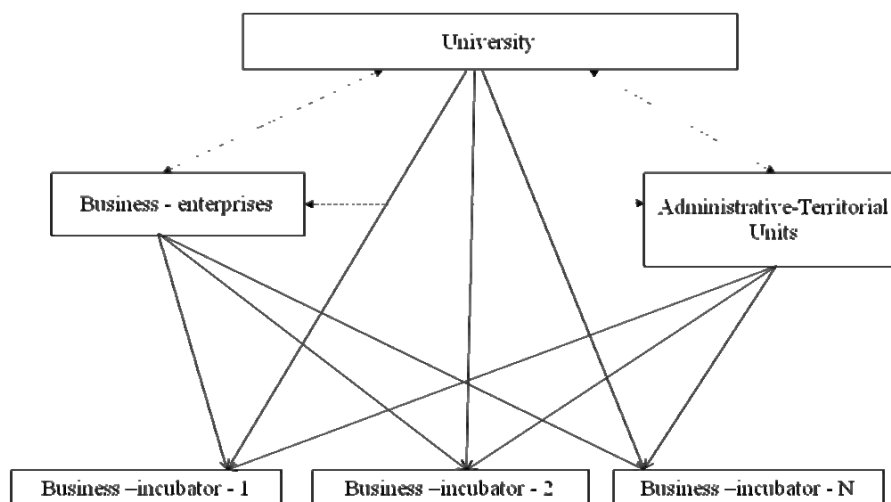 University
Business - enterprises
Administrative-Territorial
Units
Business –incubator - 1
Business –incubator - 2
Business –incubator - N